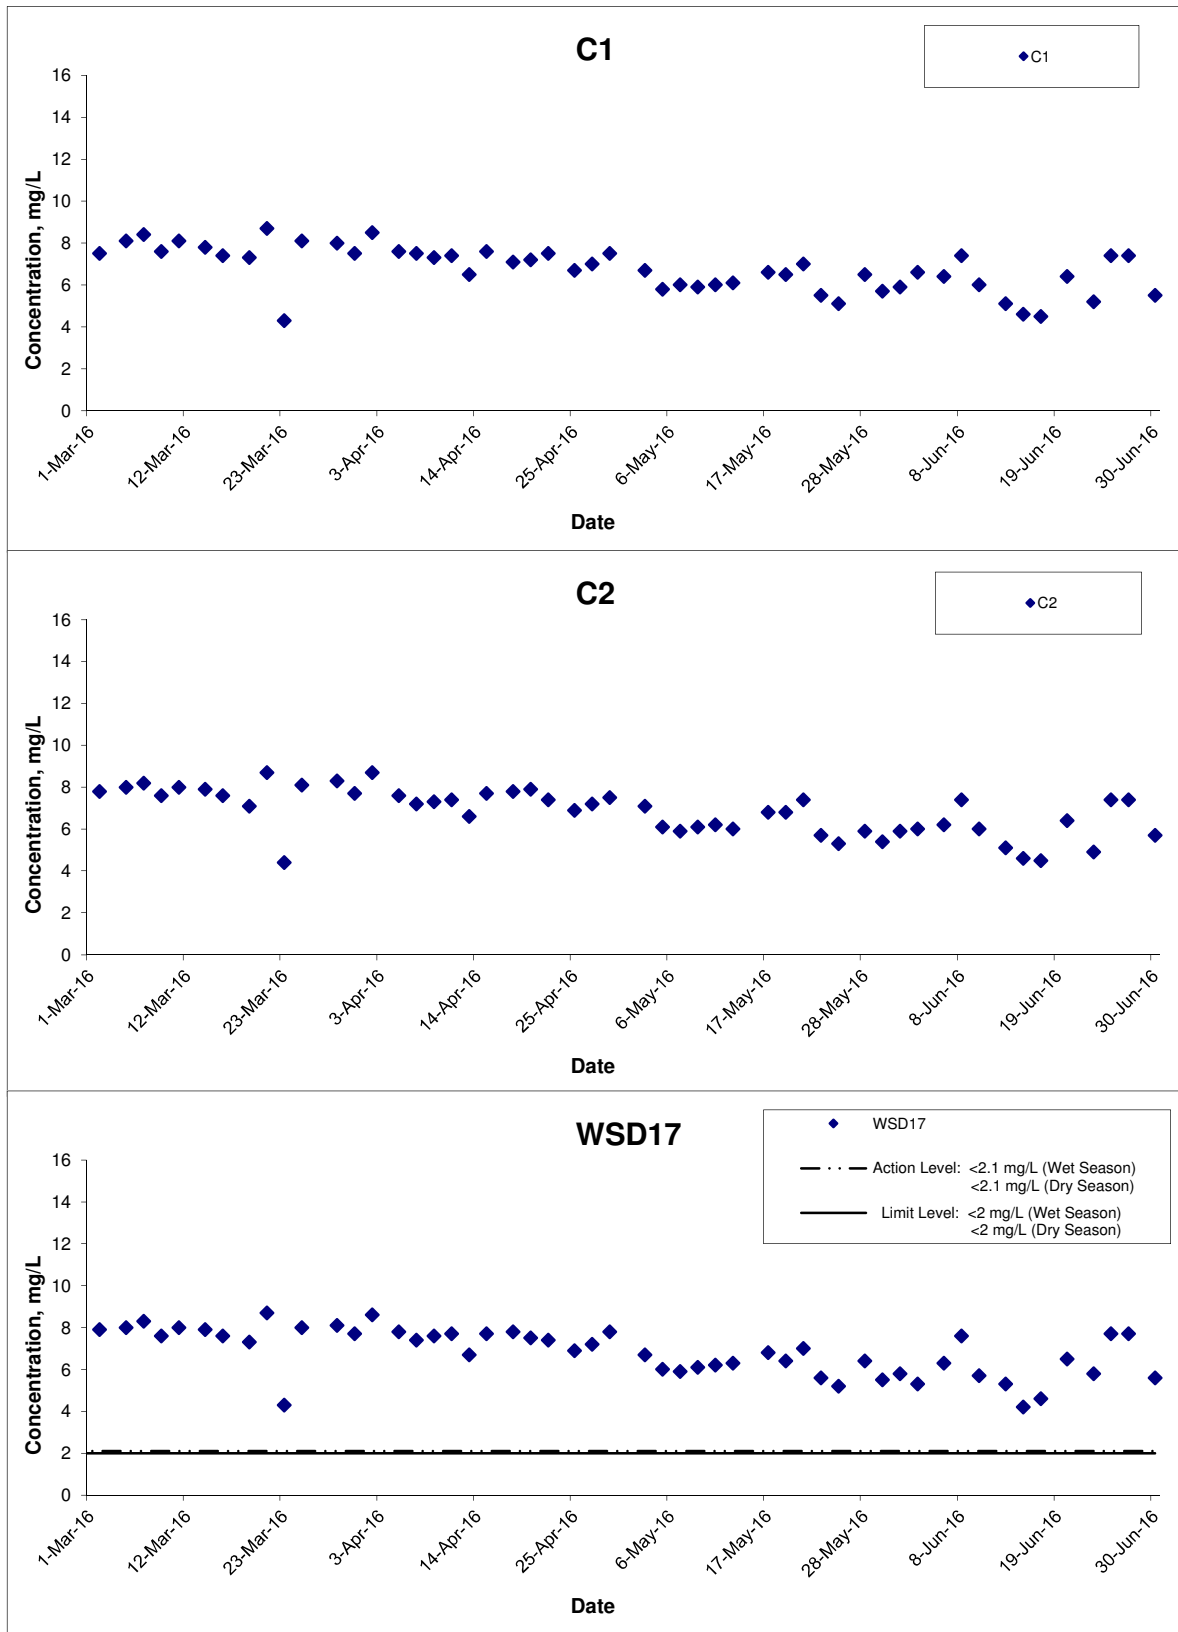 C1
C1
16
14
12
10
8
6
4
2
0
Concentration, mg/L
1-Mar-16
12-Mar-16
23-Mar-16
3-Apr-16
14-Apr-16
25-Apr-16
6-May-16
17-May-16
28-May-16
8-Jun-16
19-Jun-16
30-Jun-16
Date
C2
C2
16
14
12
10
8
6
4
2
0
Concentration, mg/L
1-Mar-16
12-Mar-16
23-Mar-16
3-Apr-16
14-Apr-16
25-Apr-16
6-May-16
17-May-16
28-May-16
8-Jun-16
19-Jun-16
30-Jun-16
Date
WSD17
WSD17
Action Level: <2.1 mg/L (Wet Season)
<2.1 mg/L (Dry Season)
Limit Level: <2 mg/L (Wet Season)
<2 mg/L (Dry Season)
16
14
12
10
8
6
4
2
0
Concentration, mg/L
1-Mar-16
12-Mar-16
23-Mar-16
3-Apr-16
14-Apr-16
25-Apr-16
6-May-16
17-May-16
28-May-16
8-Jun-16
19-Jun-16
30-Jun-16
Date